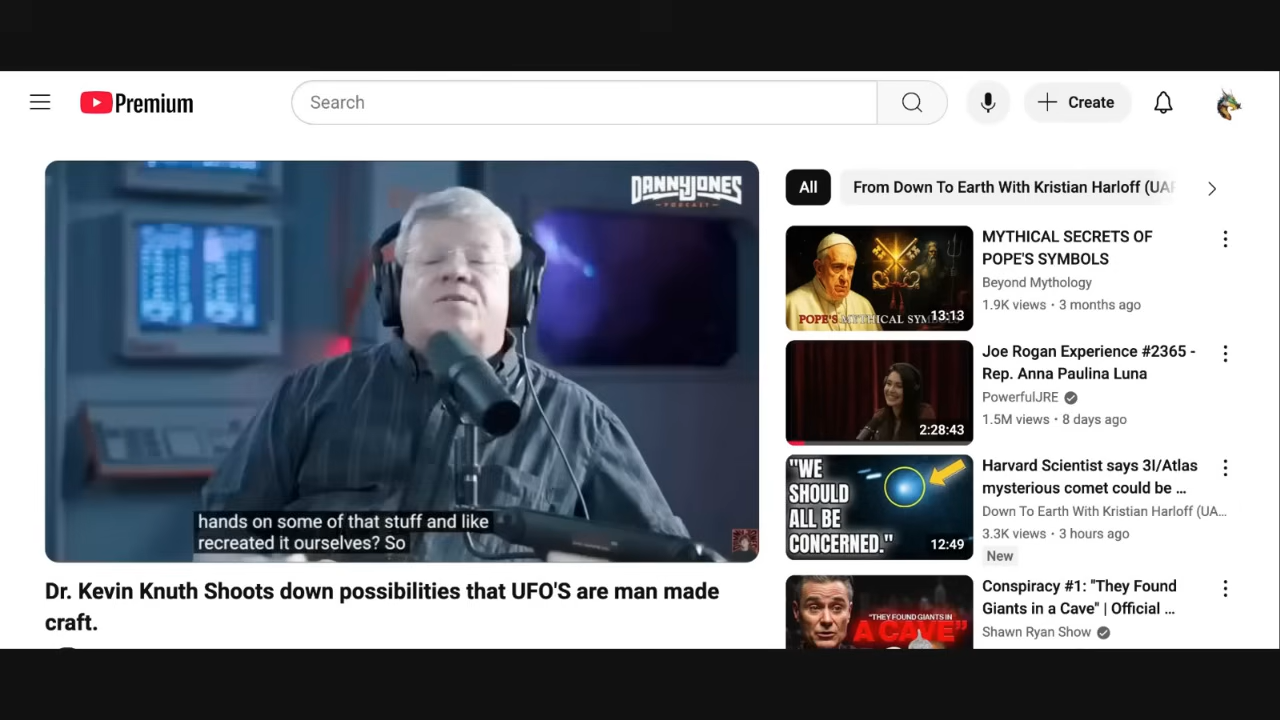 Premium
Search
Create
DANNY JONES
PODCAST
hands on some of that stuff and like
recreated it ourselves? So
Dr. Kevin Knuth Shoots down possibilities that UFO'S are man made
craft.
All
From Down To Earth With Kristian Harloff (UAP
POPE'S MYTHICAL SYMBOLS
13:13
MYTHICAL SECRETS OF
POPE'S SYMBOLS
Beyond Mythology
1.9K views • 3 months ago
2:28:43
Joe Rogan Experience #2365 -
Rep. Anna Paulina Luna
PowerfulJRE
1.5M views • 8 days ago
"WE
SHOULD
ALL BE
CONCERNED."
12:49
Harvard Scientist says 3I/Atlas
mysterious comet could be ...
Down To Earth With Kristian Harloff (UA...
3.3K views • 3 hours ago
New
"THEY FOUND GIANTS IN
A CAVE"
Conspiracy #1: "They Found
Giants in a Cave" | Official ...
Shawn Ryan Show